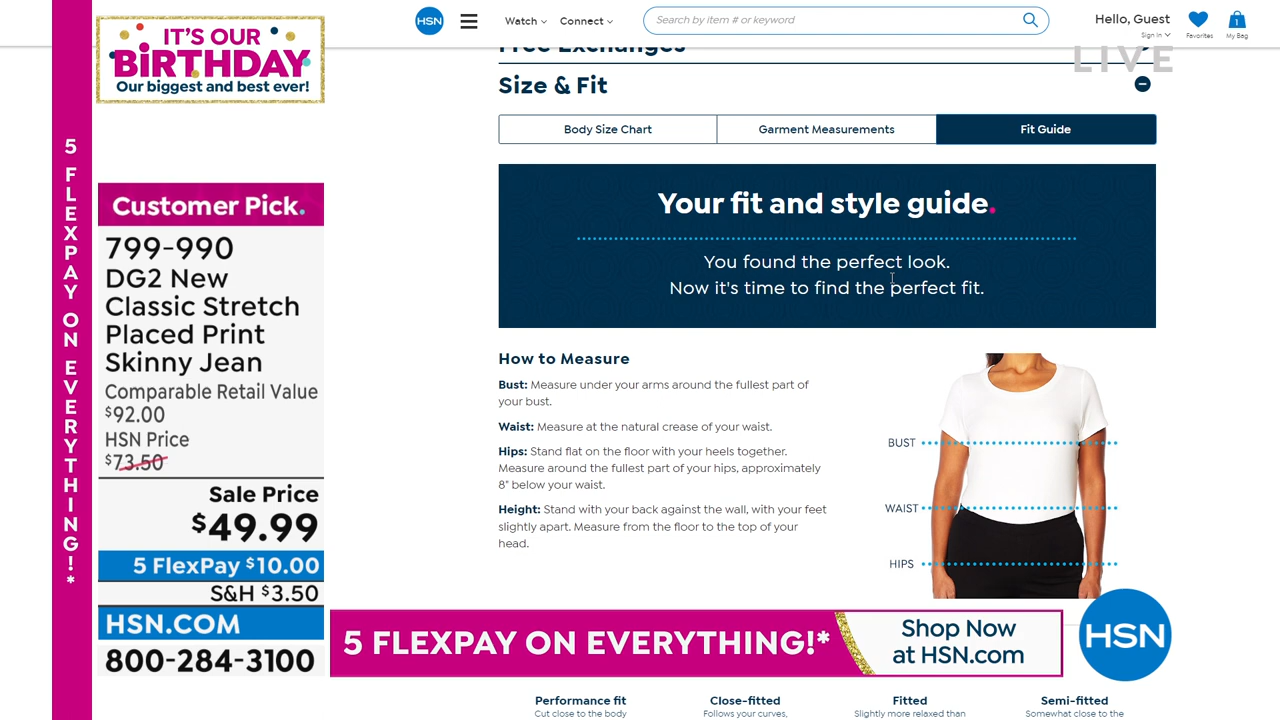 5 FLEXPAY ON EVERYTHING!*
IT'S OUR
BiRTHDAY
Our biggest and best ever!
HSN
Watch
Connect
Search by item # or keyword
Hello, Guest
Sign in
Favorites
1
My Bag
LIVE
Free Exchanges
Size & Fit
Body Size Chart
Garment Measurements
Fit Guide
Your fit and style guide.
You found the perfect look.
Now it's time to find the perfect fit.
Customer Pick.
799-990
DG2 New
Classic Stretch
Placed Print
Skinny Jean
Comparable Retail Value
$92.00
HSN Price
$73.50
Sale Price
$49.99
5 FlexPay $10.00
S&H $3.50
HSN.COM
800-284-3100
How to Measure
Bust: Measure under your arms around the fullest part of
your bust.
Waist: Measure at the natural crease of your waist.
Hips: Stand flat on the floor with your heels together.
Measure around the fullest part of your hips, approximately
8" below your waist.
Height: Stand with your back against the wall, with your feet
slightly apart. Measure from the floor to the top of your
head.
BUST
WAIST
HIPS
5 FLEXPAY ON EVERYTHING!*
Shop Now
at HSN.com
HSN
Performance fit
Cut close to the body
Close-fitted
Follows your curves,
Fitted
Slightly more relaxed than
Semi-fitted
Somewhat close to the